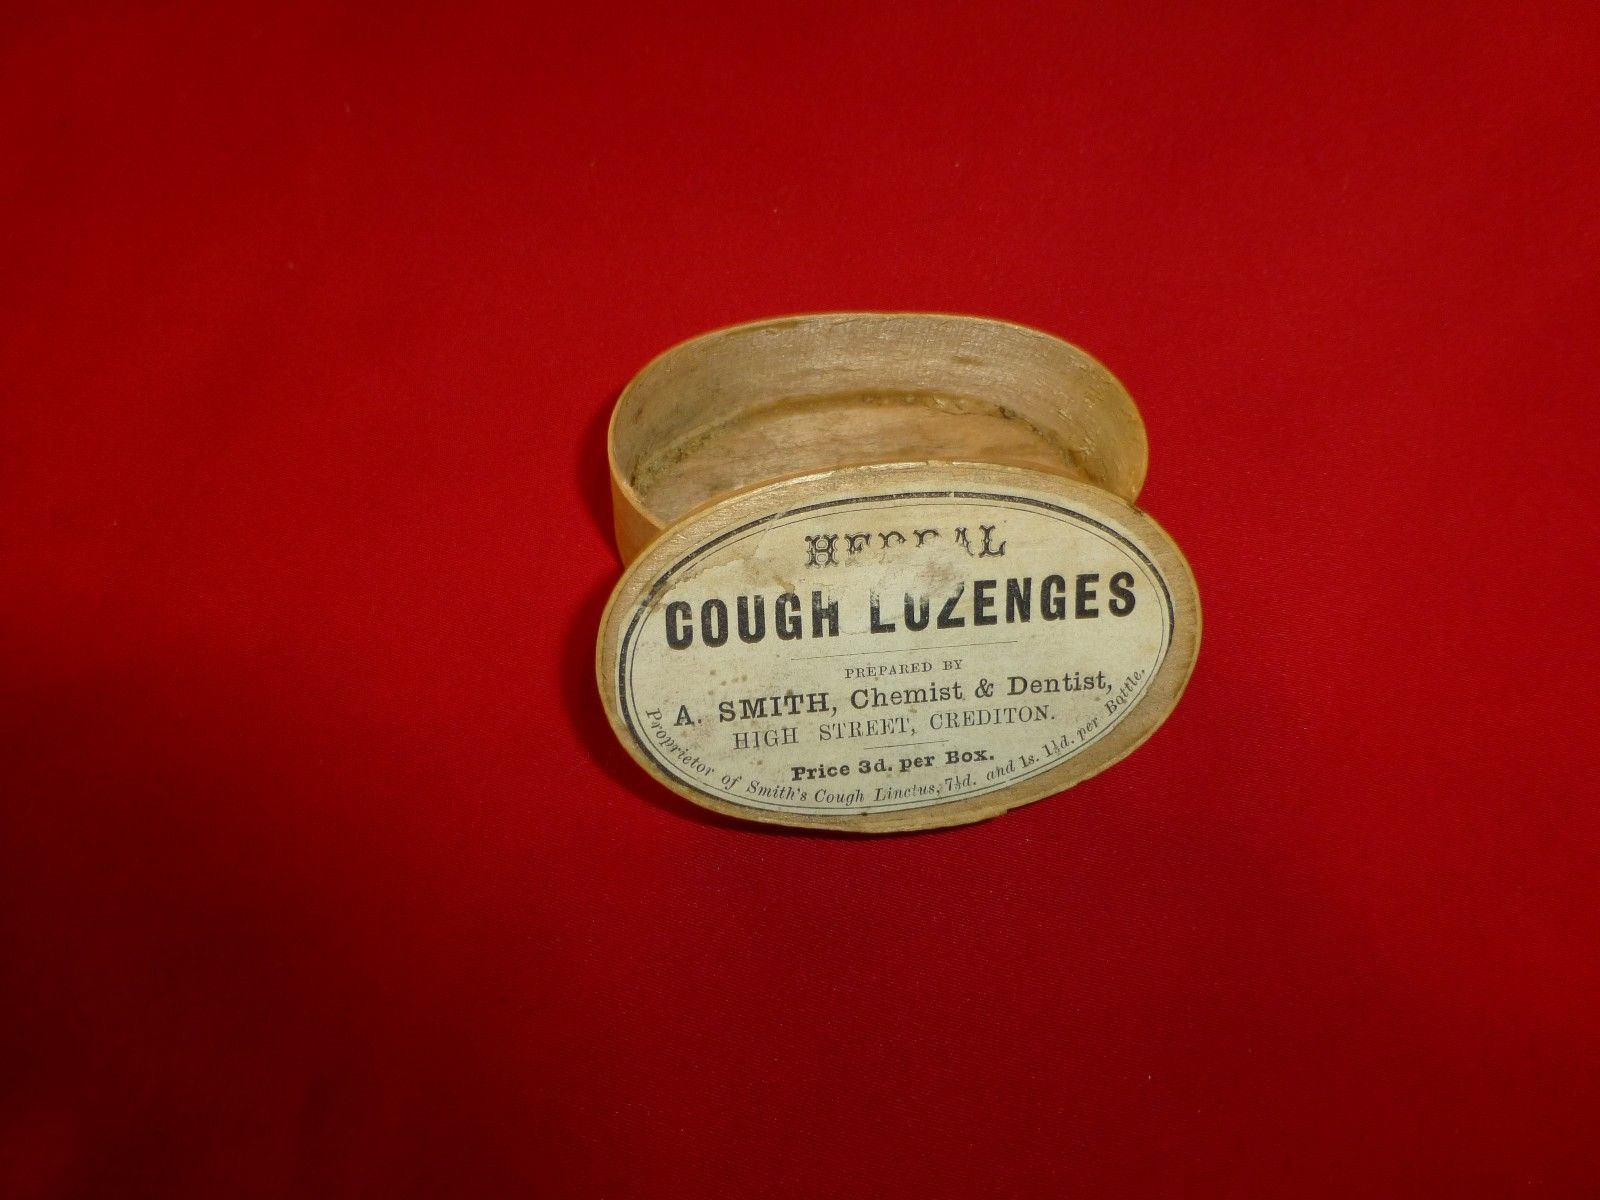 HERBAL
COUGH LOZENGES
PREPARED BY
A. SMITH, Chemist & Dentist,
HIGH STREET, CREDITON.
Price 3d. per Box.
Proprietor of Smith's Cough Linctus, 7½d. and 1s. 1½d. per Bottle.